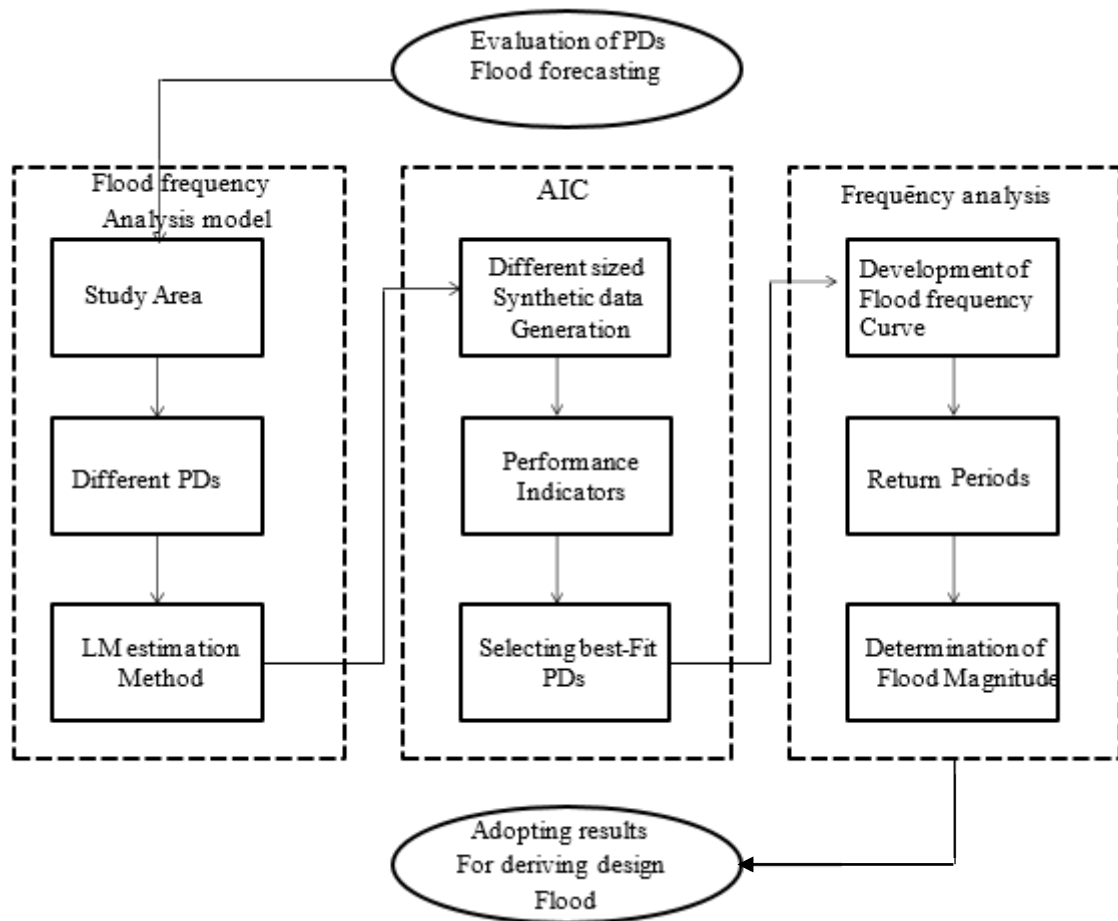 Evaluation of PDs
Flood forecasting
Flood frequency
Analysis model
Study Area
Different PDs
LM estimation
Method
AIC
Different sized
Synthetic data
Generation
Performance
Indicators
Selecting best-Fit
PDs
Frequēncy analysis
Development of
Flood frequency
Curve
Return Periods
Determination of
Flood Magnitude
Adopting results
For deriving design
Flood